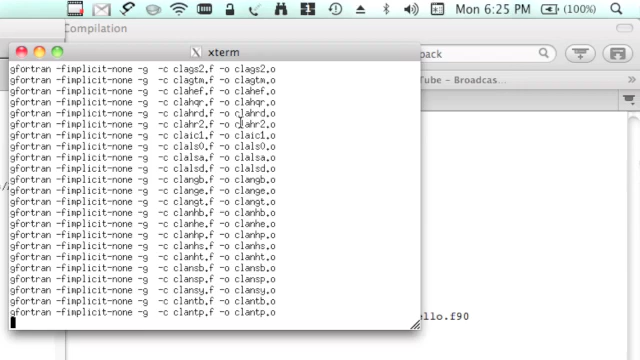 Mon 6:25 PM (100%)
Compilation
xterm
pack
Tube - Broadcas...
gfortran -fimplicit-none -g  -c clags2.f -o clags2.o
gfortran -fimplicit-none -g  -c clagtm.f -o clagtm.o
gfortran -fimplicit-none -g  -c clahef.f -o clahef.o
gfortran -fimplicit-none -g  -c clahqr.f -o clahqr.o
gfortran -fimplicit-none -g  -c clahrd.f -o clahrd.o
gfortran -fimplicit-none -g  -c clahr2.f -o clahr2.o
gfortran -fimplicit-none -g  -c claic1.f -o claic1.o
gfortran -fimplicit-none -g  -c clals0.f -o clals0.o
gfortran -fimplicit-none -g  -c clalsa.f -o clalsa.o
gfortran -fimplicit-none -g  -c clalsd.f -o clalsd.o
gfortran -fimplicit-none -g  -c clangb.f -o clangb.o
gfortran -fimplicit-none -g  -c clange.f -o clange.o
gfortran -fimplicit-none -g  -c clangt.f -o clangt.o
gfortran -fimplicit-none -g  -c clanhb.f -o clanhb.o
gfortran -fimplicit-none -g  -c clanhe.f -o clanhe.o
gfortran -fimplicit-none -g  -c clanhp.f -o clanhp.o
gfortran -fimplicit-none -g  -c clanhs.f -o clanhs.o
gfortran -fimplicit-none -g  -c clanht.f -o clanht.o
gfortran -fimplicit-none -g  -c clansb.f -o clansb.o
gfortran -fimplicit-none -g  -c clansp.f -o clansp.o
gfortran -fimplicit-none -g  -c clansy.f -o clansy.o
gfortran -fimplicit-none -g  -c clantb.f -o clantb.o
gfortran -fimplicit-none -g  -c clantp.f -o clantp.o
llo.f90